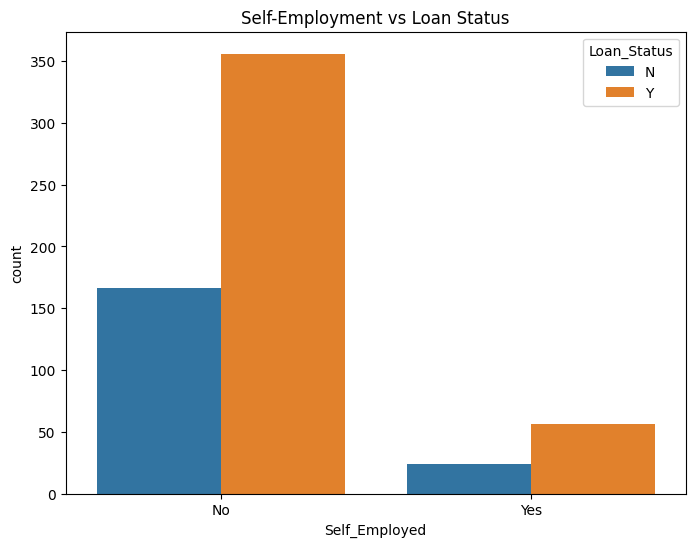 Self-Employment vs Loan Status
Loan_Status
N
Y
350
300
250
200
150
100
50
0
count
No
Yes
Self_Employed